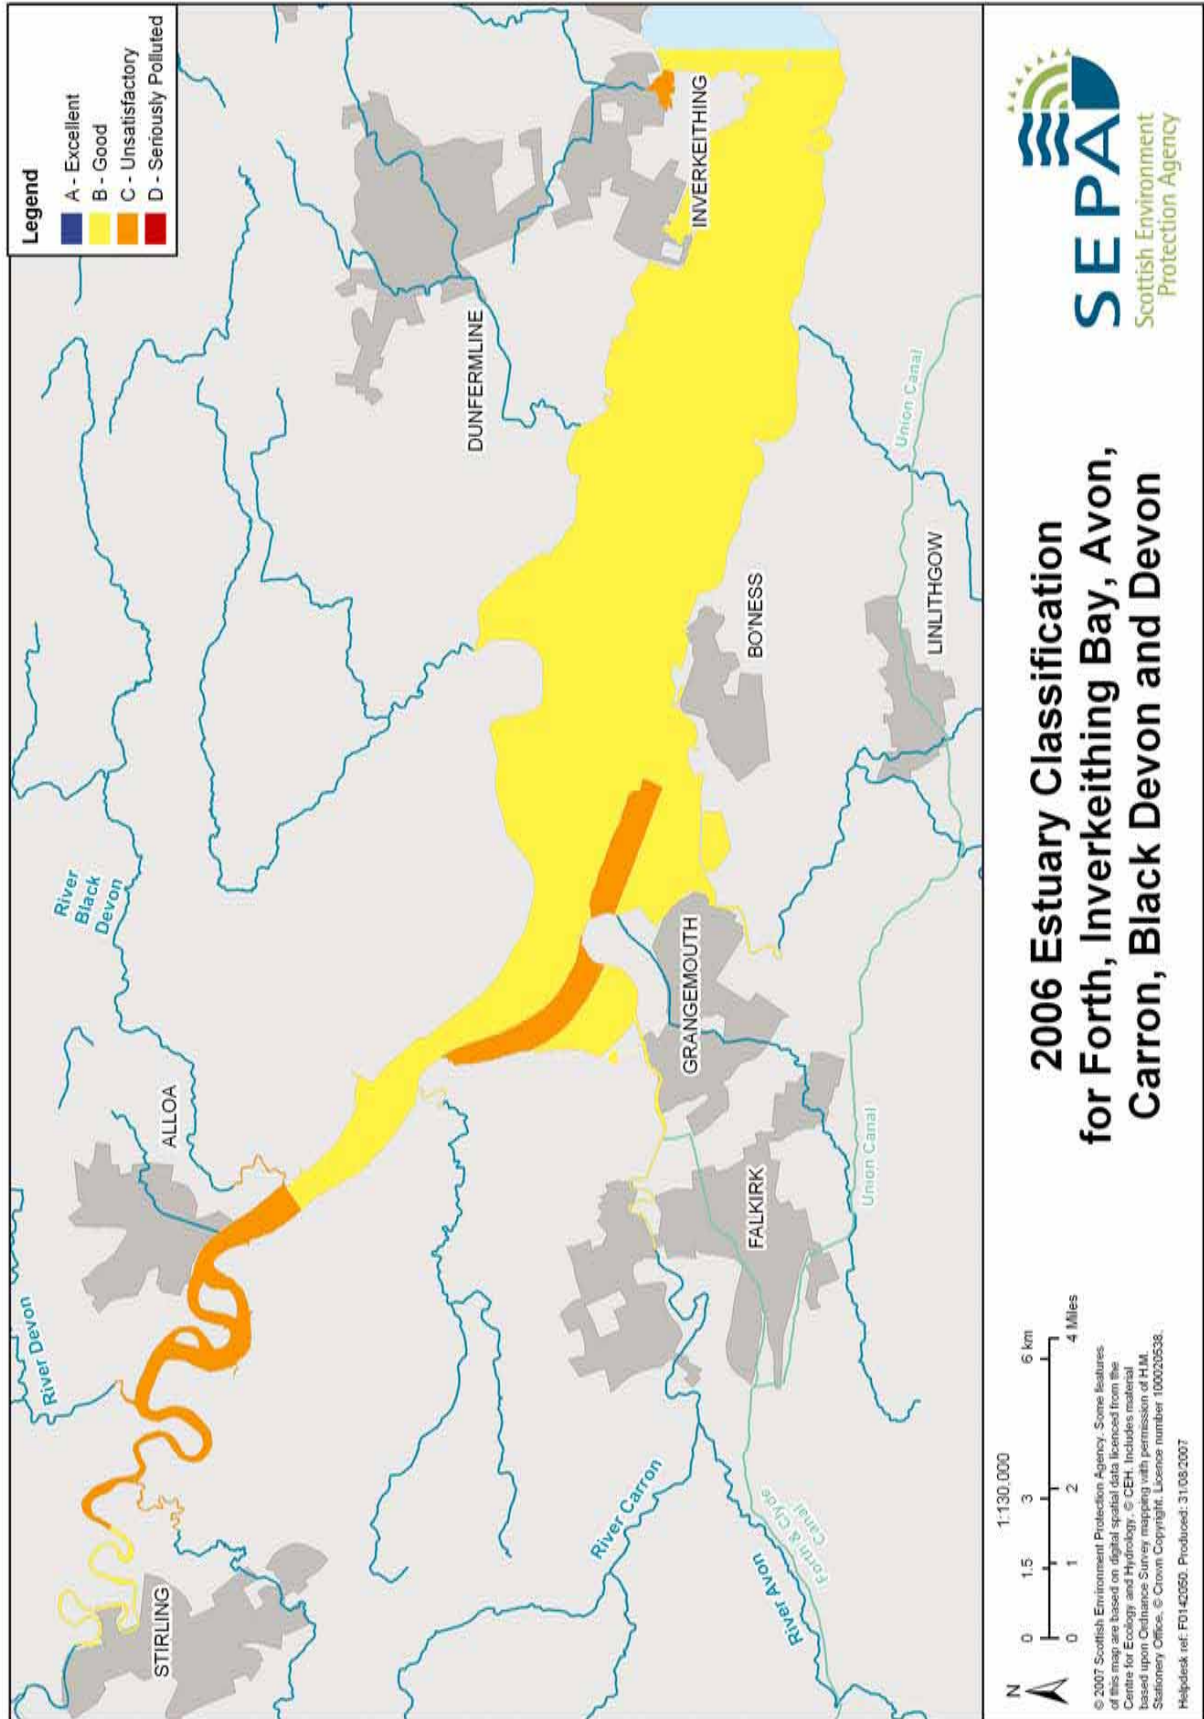 Legend
A - Excellent
B - Good
C - Unsatisfactory
D - Seriously Polluted
River Devon
ALLOA
River
Black
Devon
DUNFERMLINE
INVERKEITHING
STIRLING
River Carron
River Avon
Forth & Clyde
Canal
FALKIRK
Union Canal
GRANGEMOUTH
BO'NESS
LINLITHGOW
Union Canal
N
1:130,000
0 1.5 3 6 km
0 1 2 4 Miles
© 2007 Scottish Environment Protection Agency. Some features
of this map are based on digital spatial data licenced from the
Centre for Ecology and Hydrology, © CEH. Includes material
based upon Ordnance Survey mapping with permission of H.M.
Stationery Office, © Crown Copyright. Licence number 100020538.
Helpdesk ref: F0142050. Produced: 31/08/2007
2006 Estuary Classification
for Forth, Inverkeithing Bay, Avon,
Carron, Black Devon and Devon
SEPA
Scottish Environment
Protection Agency